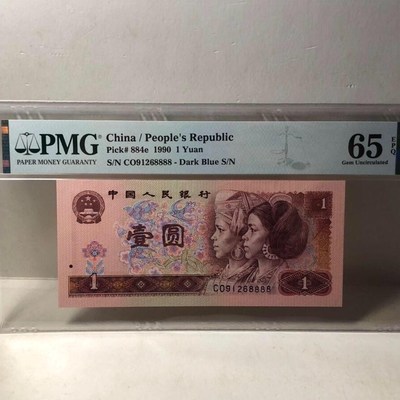 PMG
PAPER MONEY GUARANTY
China / People's Republic
Pick# 884e 1990 1 Yuan
S/N CO91268888 - Dark Blue S/N
65 EPQ
Gem Uncirculated
中国人民银行
1
壹圆
1
1
CO91268888